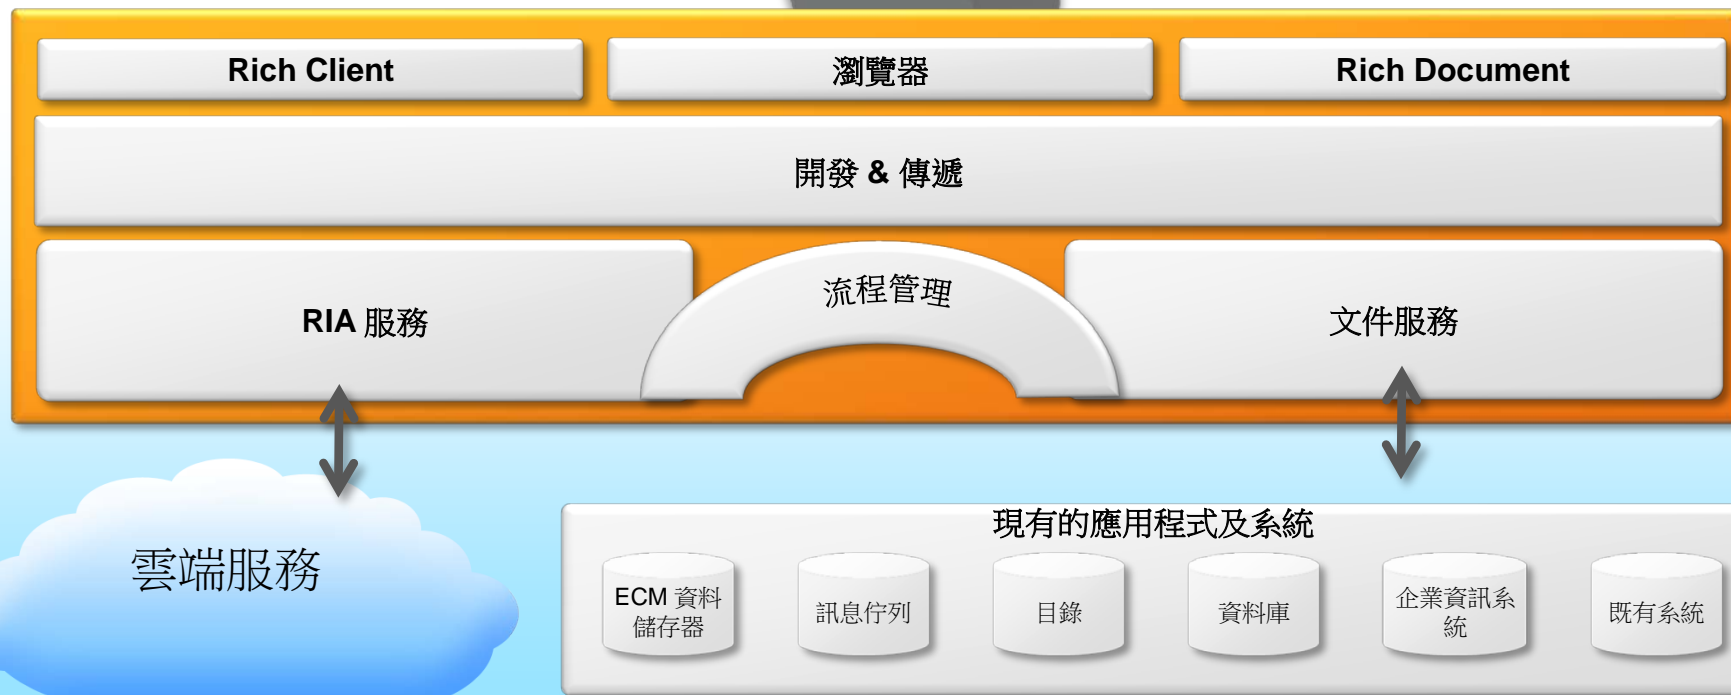 Rich Client
瀏覽器
Rich Document
開發 & 傳遞
RIA 服務
流程管理
文件服務
雲端服務
現有的應用程式及系統
ECM 資料
儲存器
訊息佇列
目錄
資料庫
企業資訊系
統
既有系統